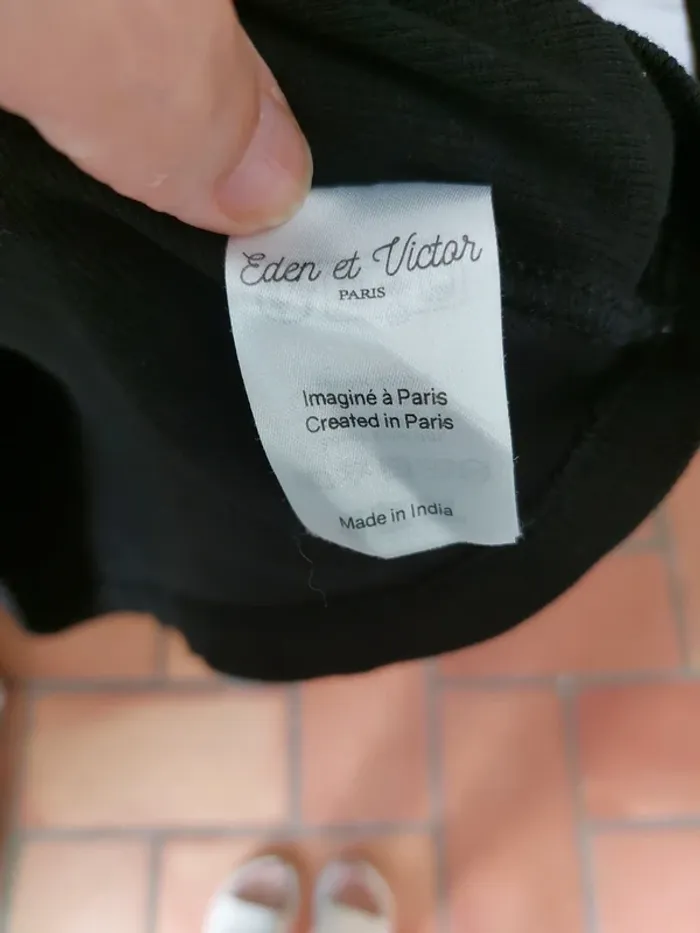 Eden et Victor
PARIS
Imaginé à Paris
Created in Paris
Made in India